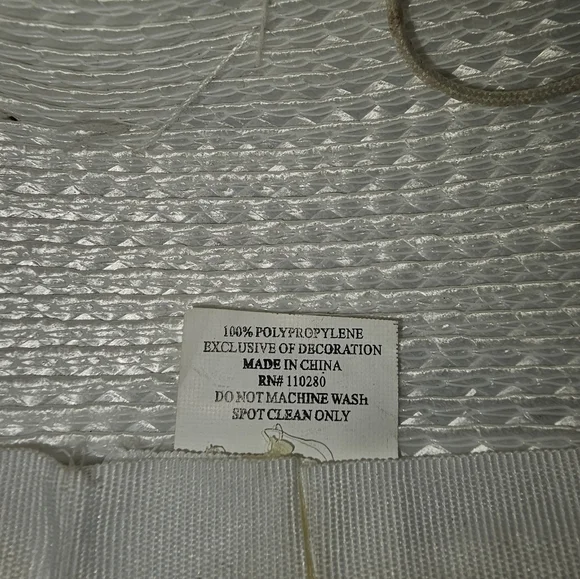 100% POLYPROPYLENE
EXCLUSIVE OF DECORATION
MADE IN CHINA
RN# 110280
DO NOT MACHINE WASH
SPOT CLEAN ONLY